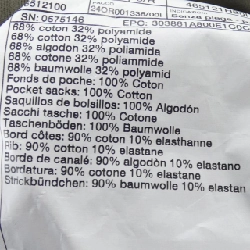 8512100
SN: 0575146
68% coton 32% polyamide
68% cotton 32% polyamide
68% algodon 32% poliamide
68% cotone 32% poliammide
68% baumwolle 32% polyamid
Fonds de poche: 100% Coton
Pocket sacks: 100% Cotton
Saquillos de bolsillos: 100% Algodón
Sacchi tasche: 100% Cotone
Taschenböden: 100% Baumwolle
Bord côtes: 90% coton 10% elasthanne
Rib: 90% cotton 10% elastane
Borde de canalé: 90% algodón 10% elastano
Bordatura: 90% cotone 10% elastane
Strickbündchen: 90% baumwolle 10% elastan